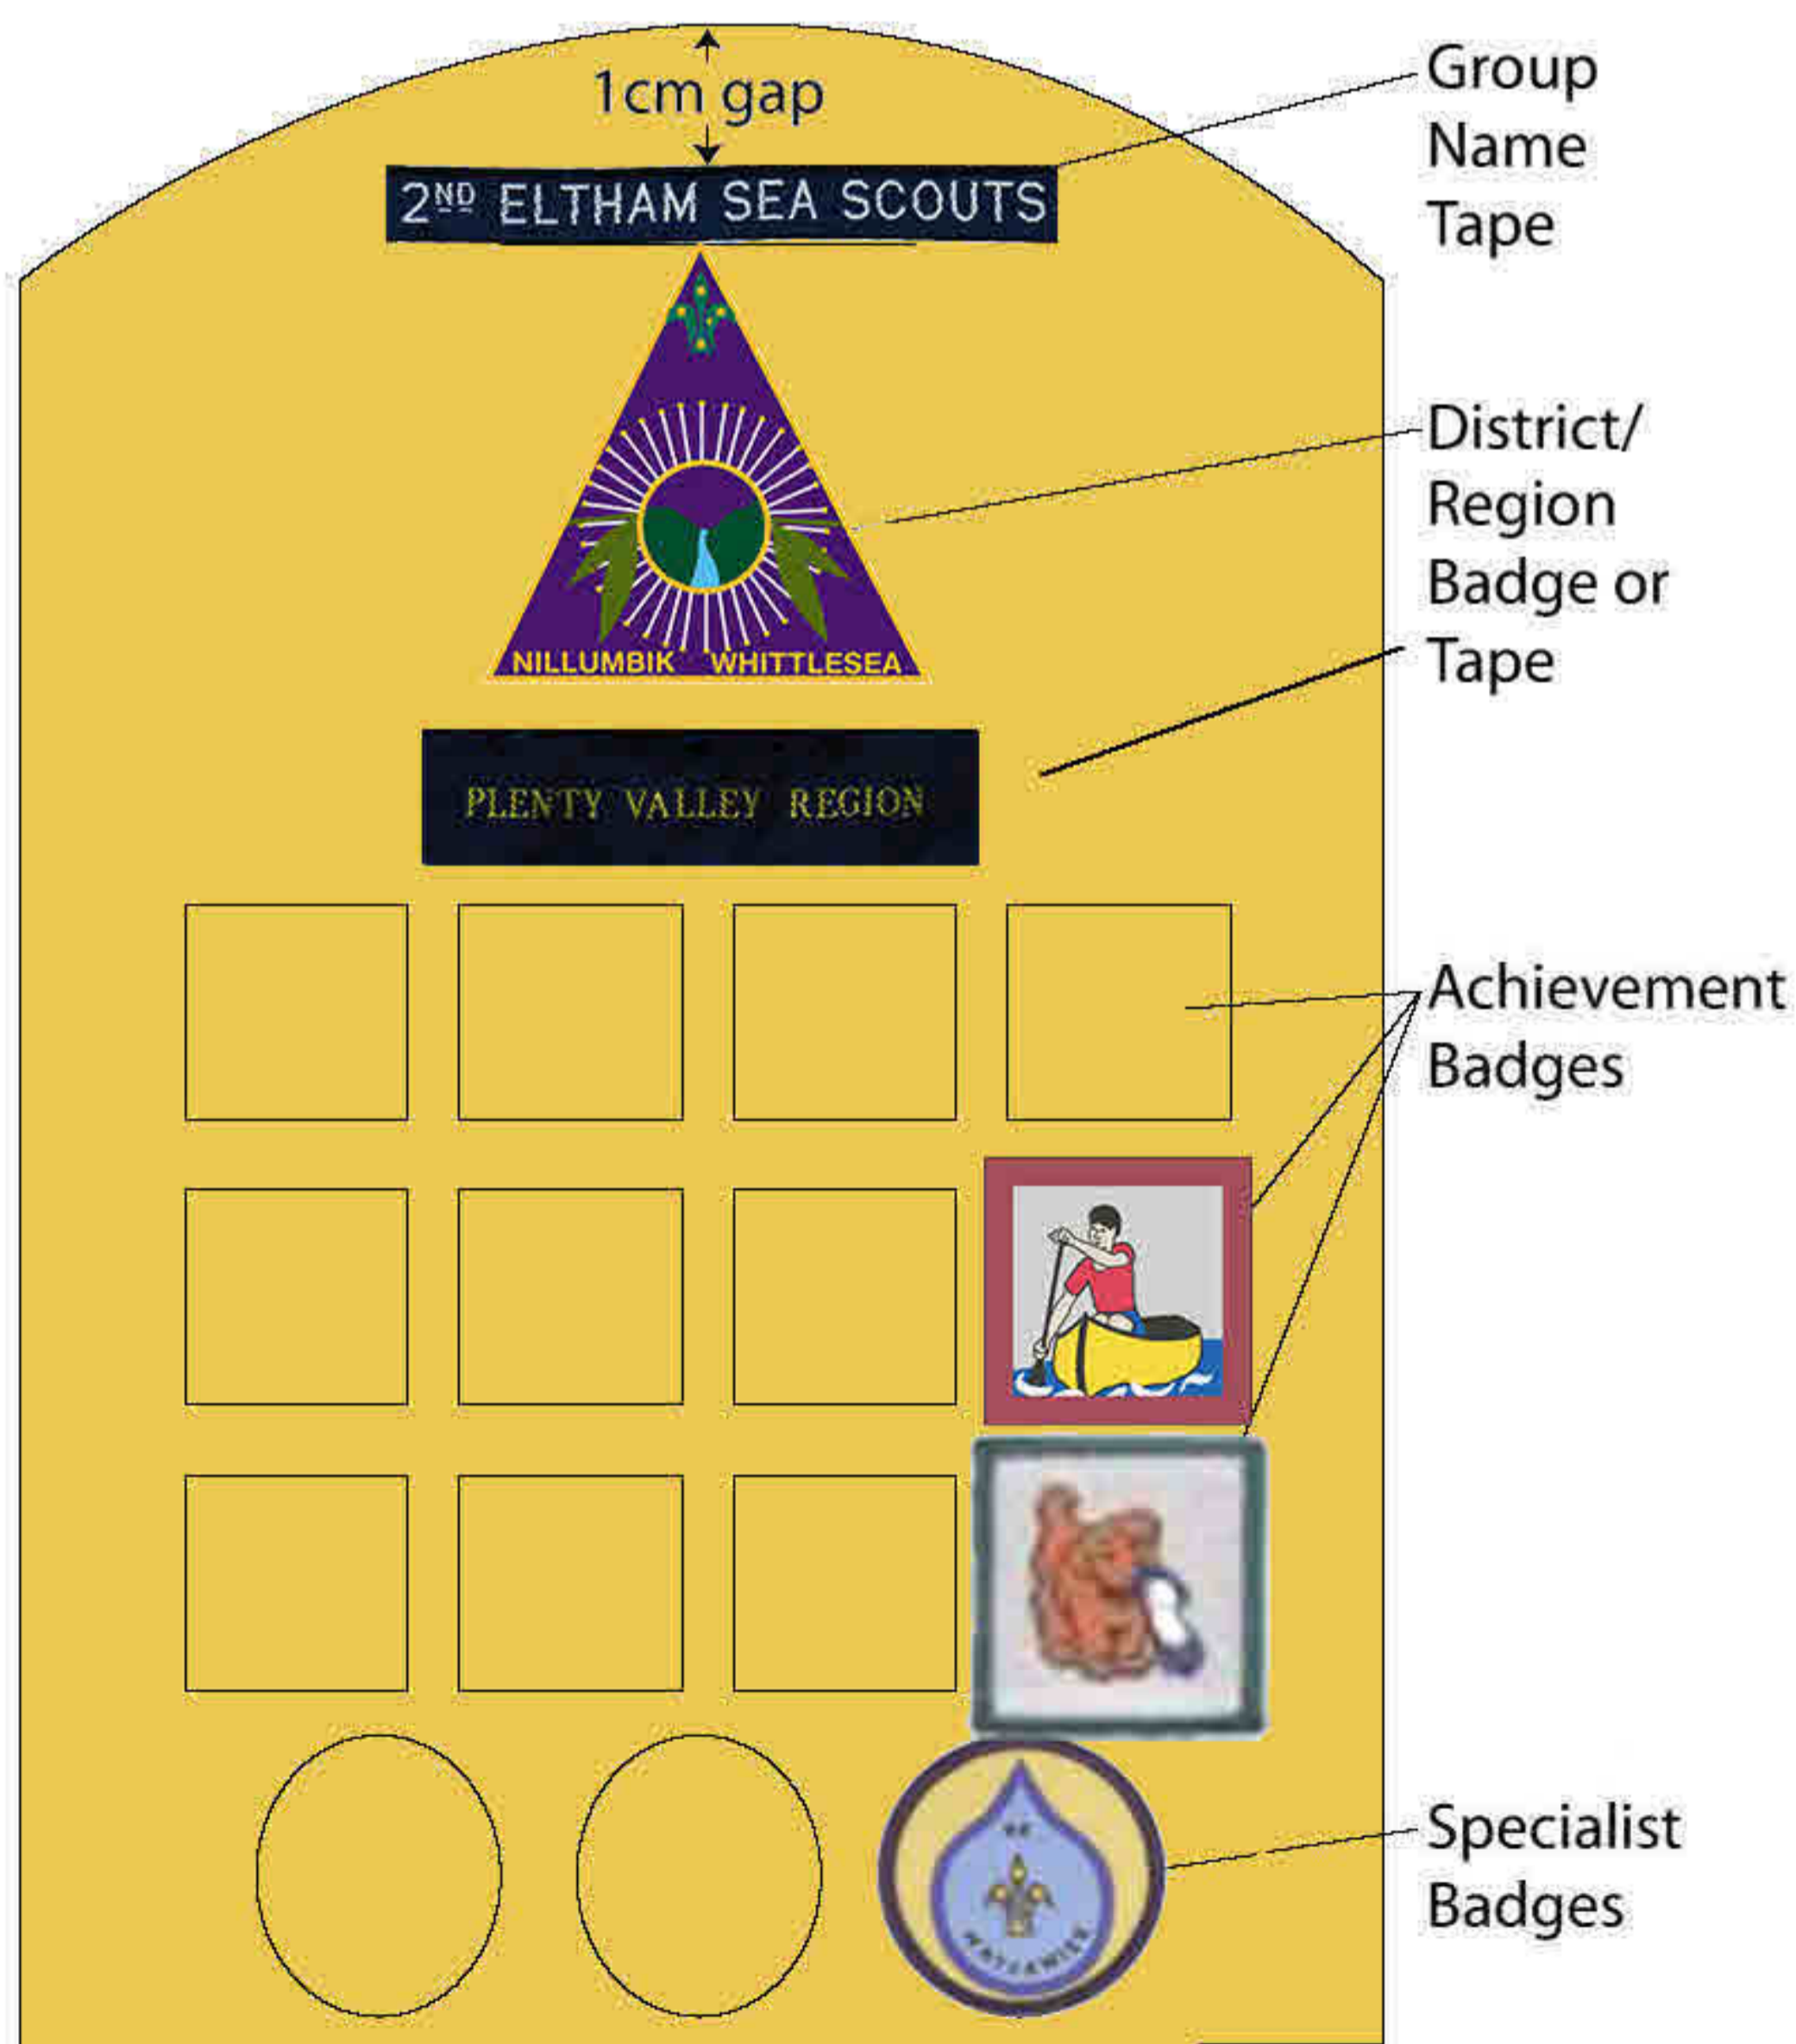 1cm gap
2ND ELTHAM SEA SCOUTS
Group
Name
Tape
NILLUMBIK WHITTLESEA
District/
Region
Badge or
Tape
PLENTY VALLEY REGION
Achievement
Badges
WATERWISE
Specialist
Badges